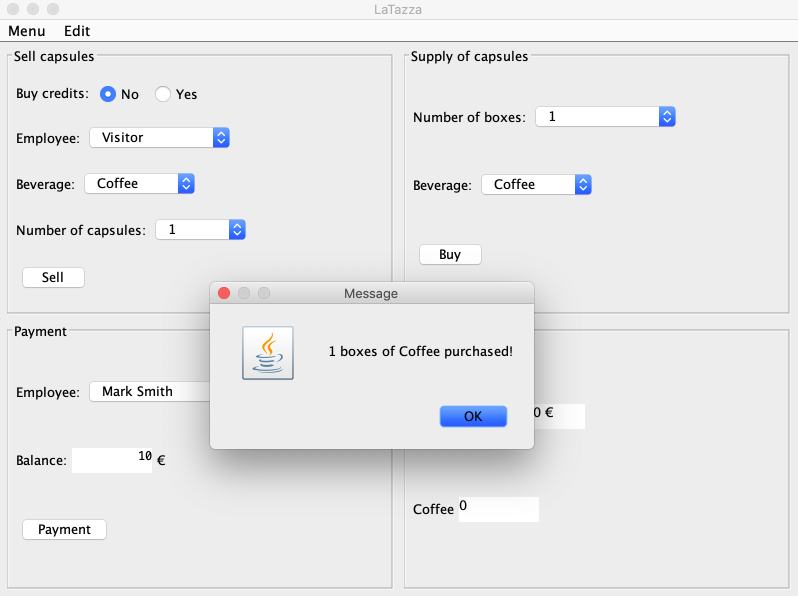 LaTazza
Menu Edit
Sell capsules
Buy credits: No Yes
Employee: Visitor
Beverage: Coffee
Number of capsules: 1
Sell
Supply of capsules
Number of boxes: 1
Beverage: Coffee
Buy
Message
1 boxes of Coffee purchased!
OK
Payment
Employee: Mark Smith
Balance: 10 €
Payment
0 €
Coffee 0